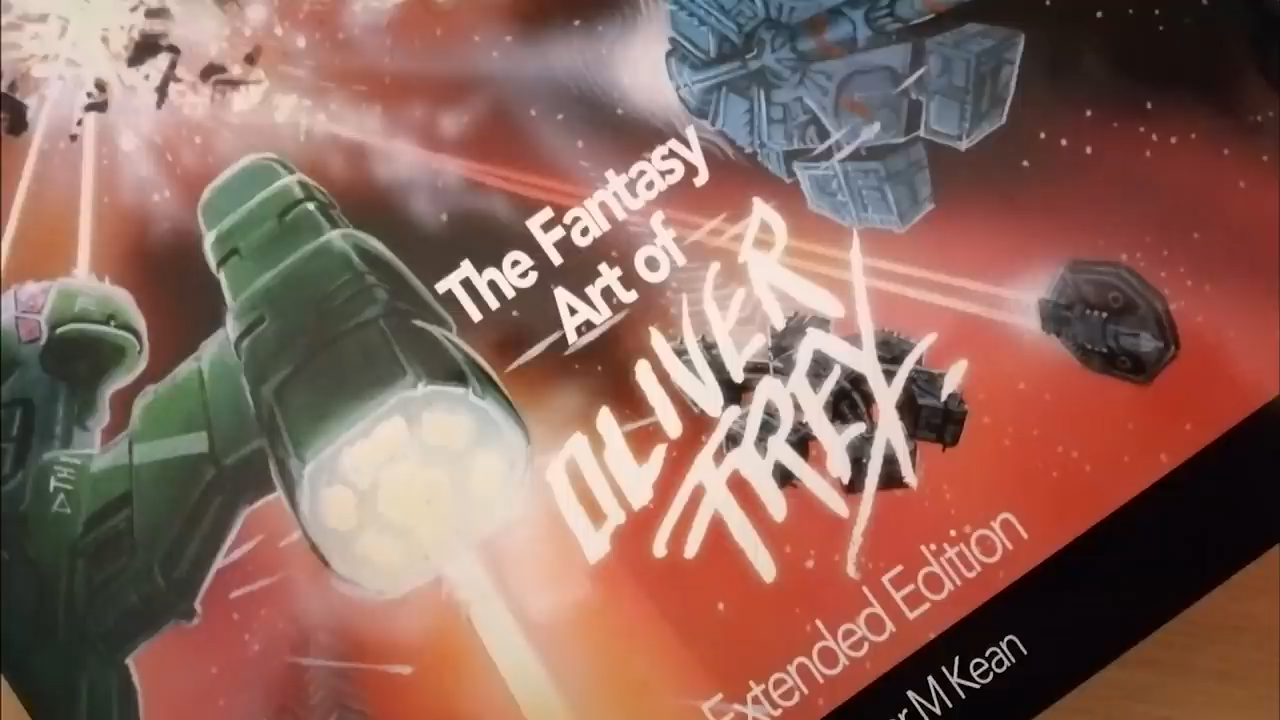 The Fantasy
Art of
OLIVER
FREY
Extended Edition
M Kean